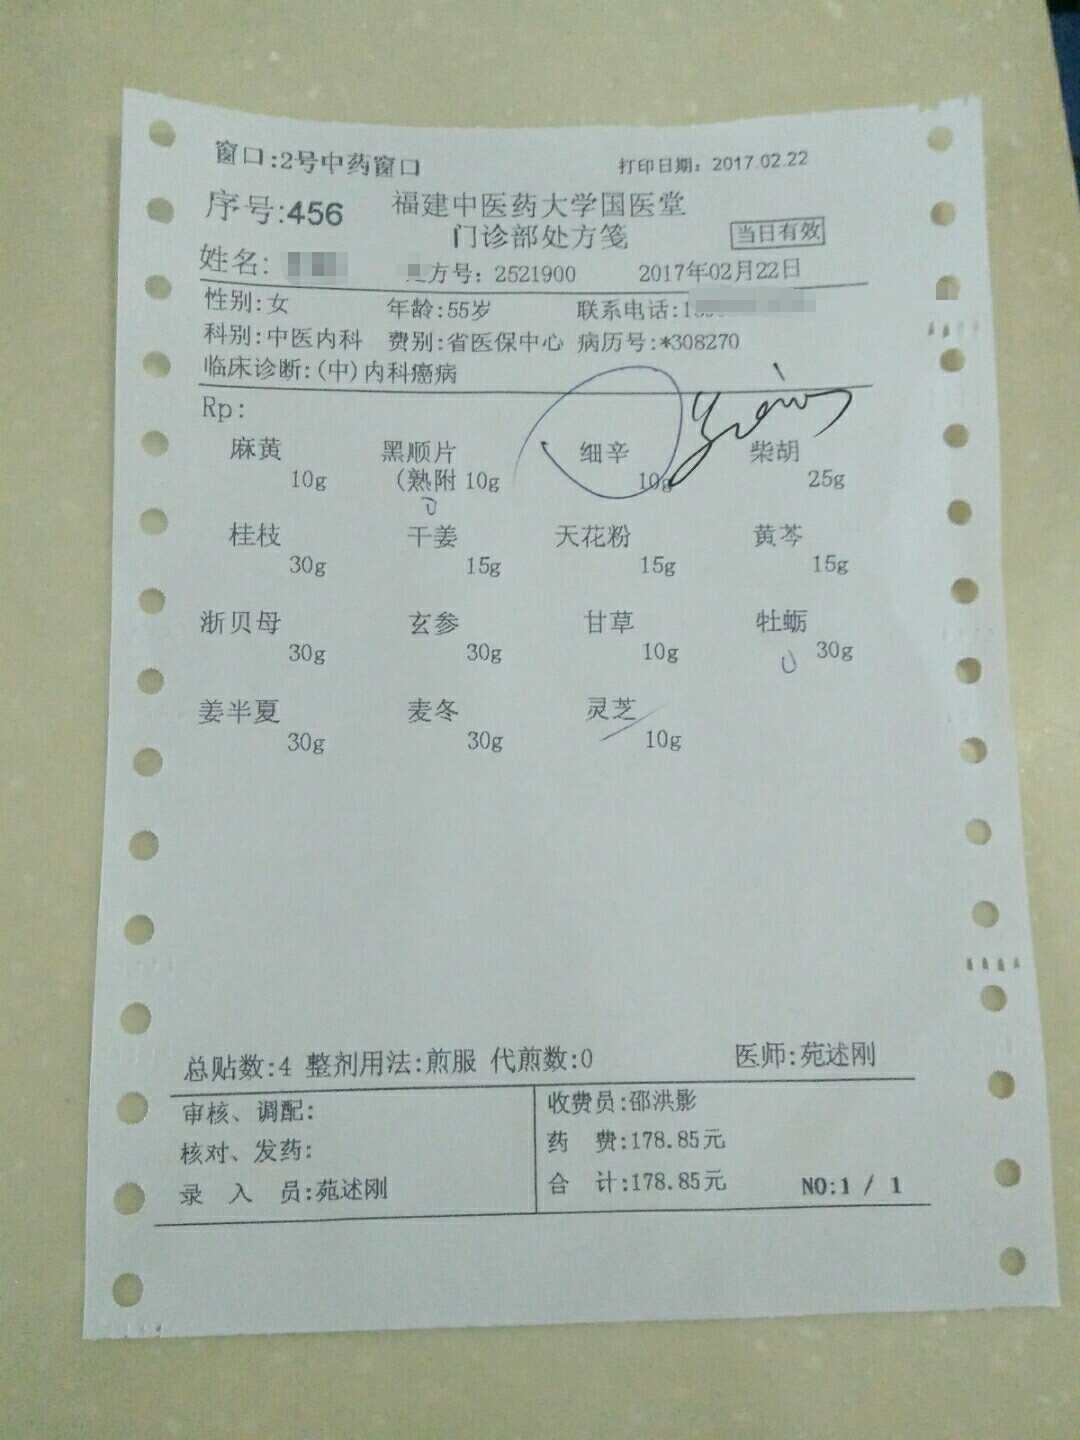 窗口:2号中药窗口 打印日期: 2017.02.22
序号:456 福建中医药大学国医堂
门诊部处方笺 当日有效
姓名: 方号: 2521900 2017年02月22日
性别:女 年龄:55岁 联系电话:
科别:中医内科 费别:省医保中心 病历号:*308270
临床诊断:(中)内科癌病
Rp:
麻黄 黑顺片 细辛 柴胡
10g (熟附 10g 10g 25g
桂枝 干姜 天花粉 黄芩
30g 15g 15g 15g
浙贝母 玄参 甘草 牡蛎
30g 30g 10g 30g
姜半夏 麦冬 灵芝
30g 30g 10g
总贴数:4 整剂用法:煎服 代煎数:0 医师:苑述刚
审核、调配: 收费员:邵洪影
核对、发药: 药 费:178.85元
录 入 员:苑述刚 合 计:178.85元 NO:1 / 1